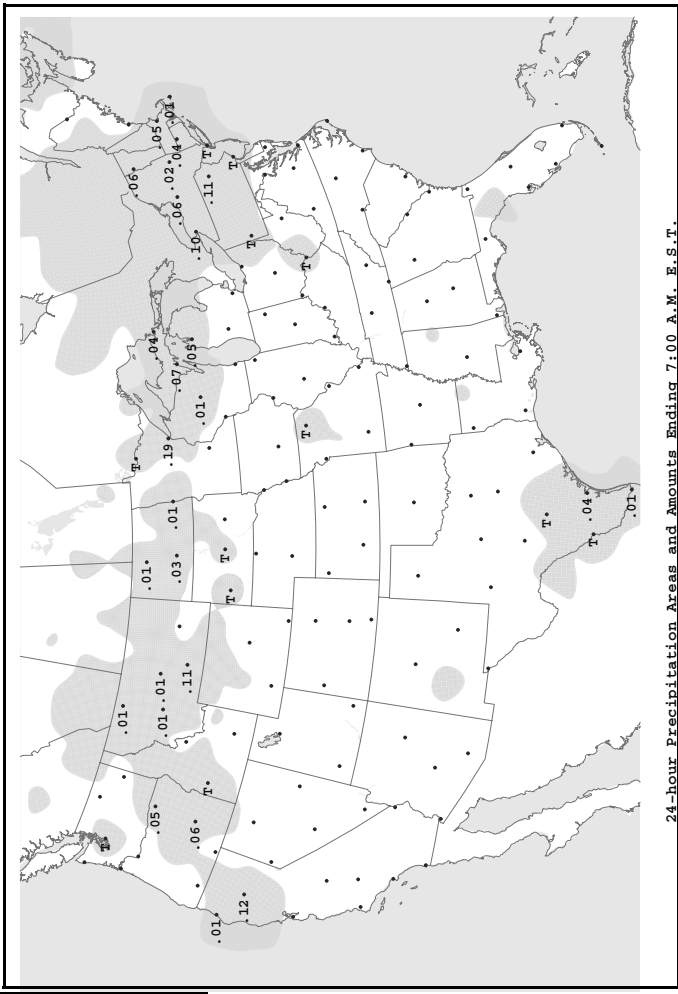 T
.01
.06
T
.01
.04
.05
.05
.01
.01
.19
.01
.02
.01
.04
.07
.03
.06
.11
.05
.06
.10
.01
T
T
.11
.01
T
T
T
.12
T
T
T
T
.04
T
.01
24-hour Precipitation Areas and Amounts Ending 7:00 A.M. E.S.T.